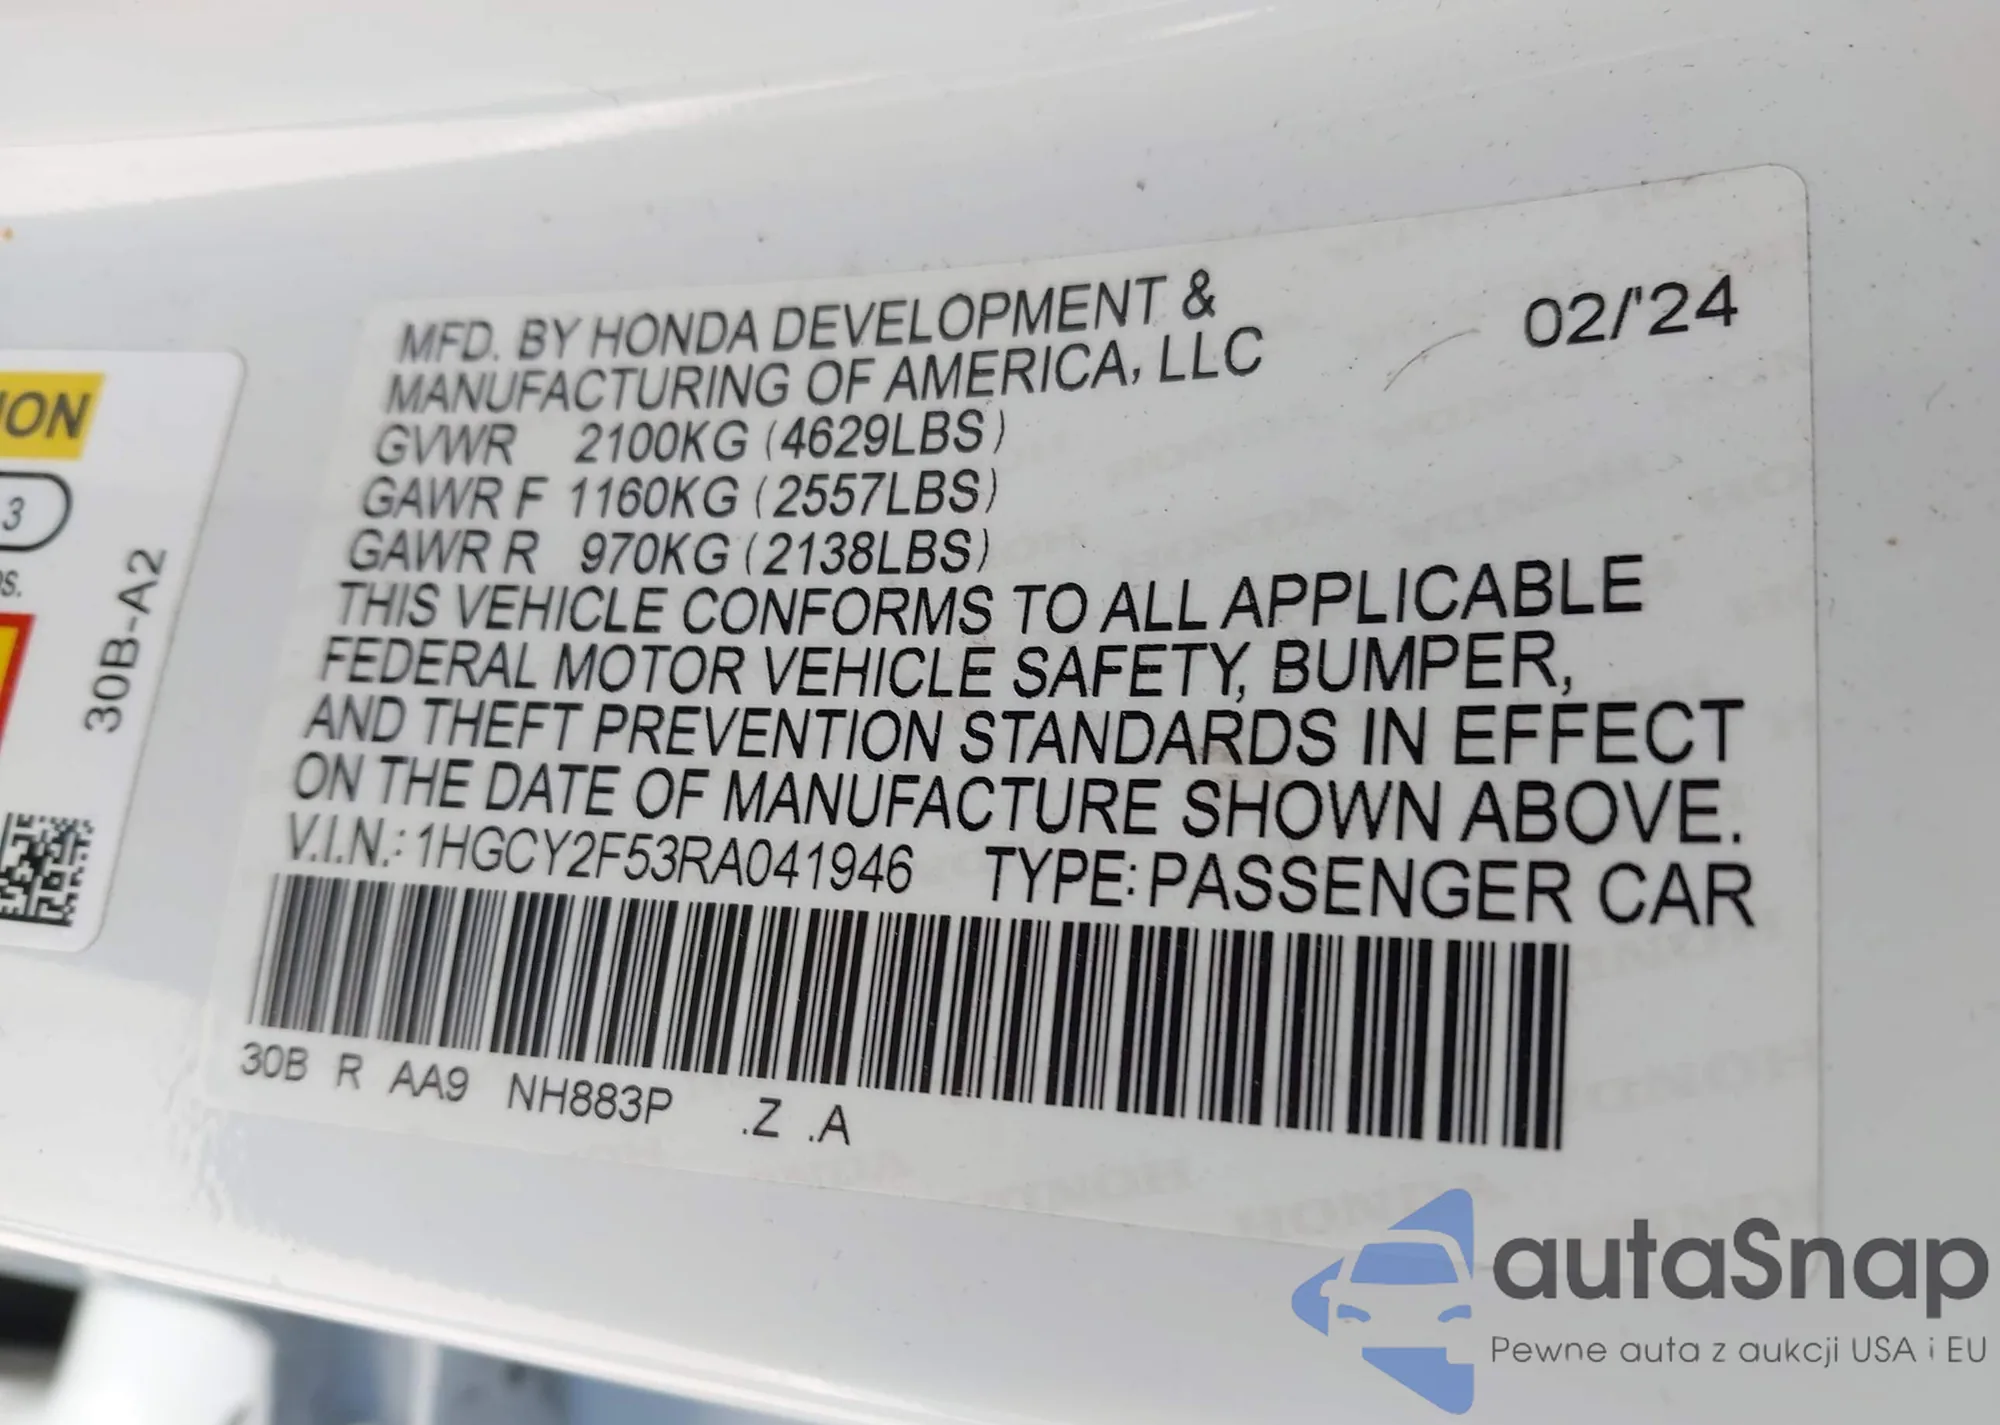 MFD. BY HONDA DEVELOPMENT &
MANUFACTURING OF AMERICA, LLC
02/'24
GVWR 2100KG (4629LBS)
GAWR F 1160KG (2557LBS)
GAWR R 970KG (2138LBS)
THIS VEHICLE CONFORMS TO ALL APPLICABLE
FEDERAL MOTOR VEHICLE SAFETY, BUMPER,
AND THEFT PREVENTION STANDARDS IN EFFECT
ON THE DATE OF MANUFACTURE SHOWN ABOVE.
V.I.N.: 1HGCY2F53RA041946 TYPE: PASSENGER CAR
30B R AA9 NH883P .Z .A
3
30B-A2
autaSnap
Pewne auta z aukcji USA i EU